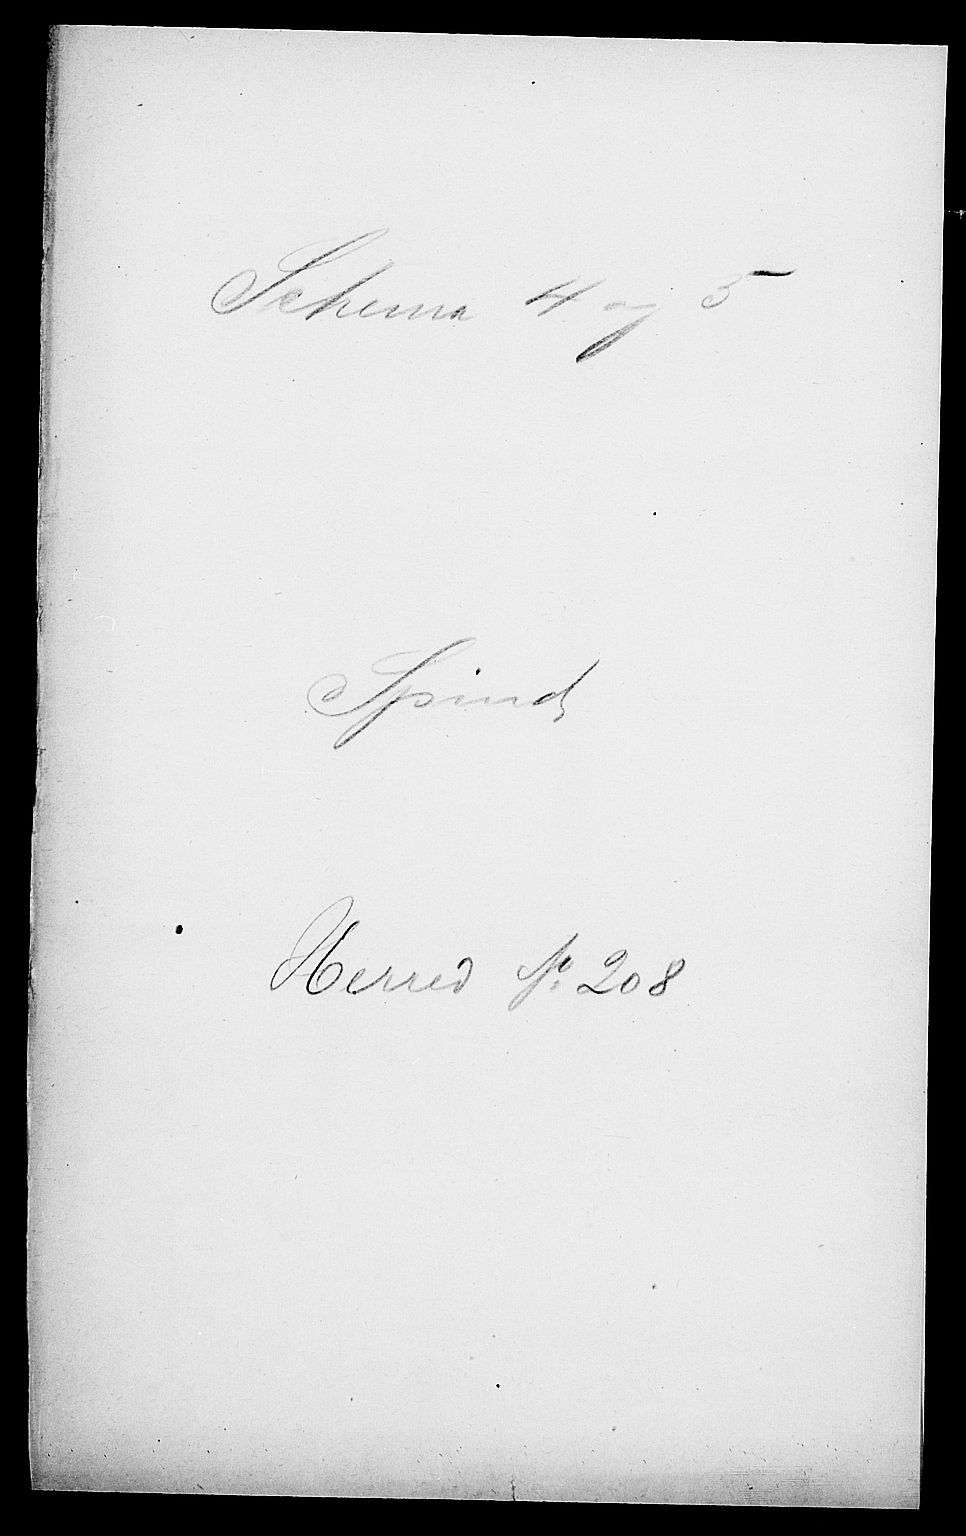 Schema 4 og 5
Spind
Herred No. 208